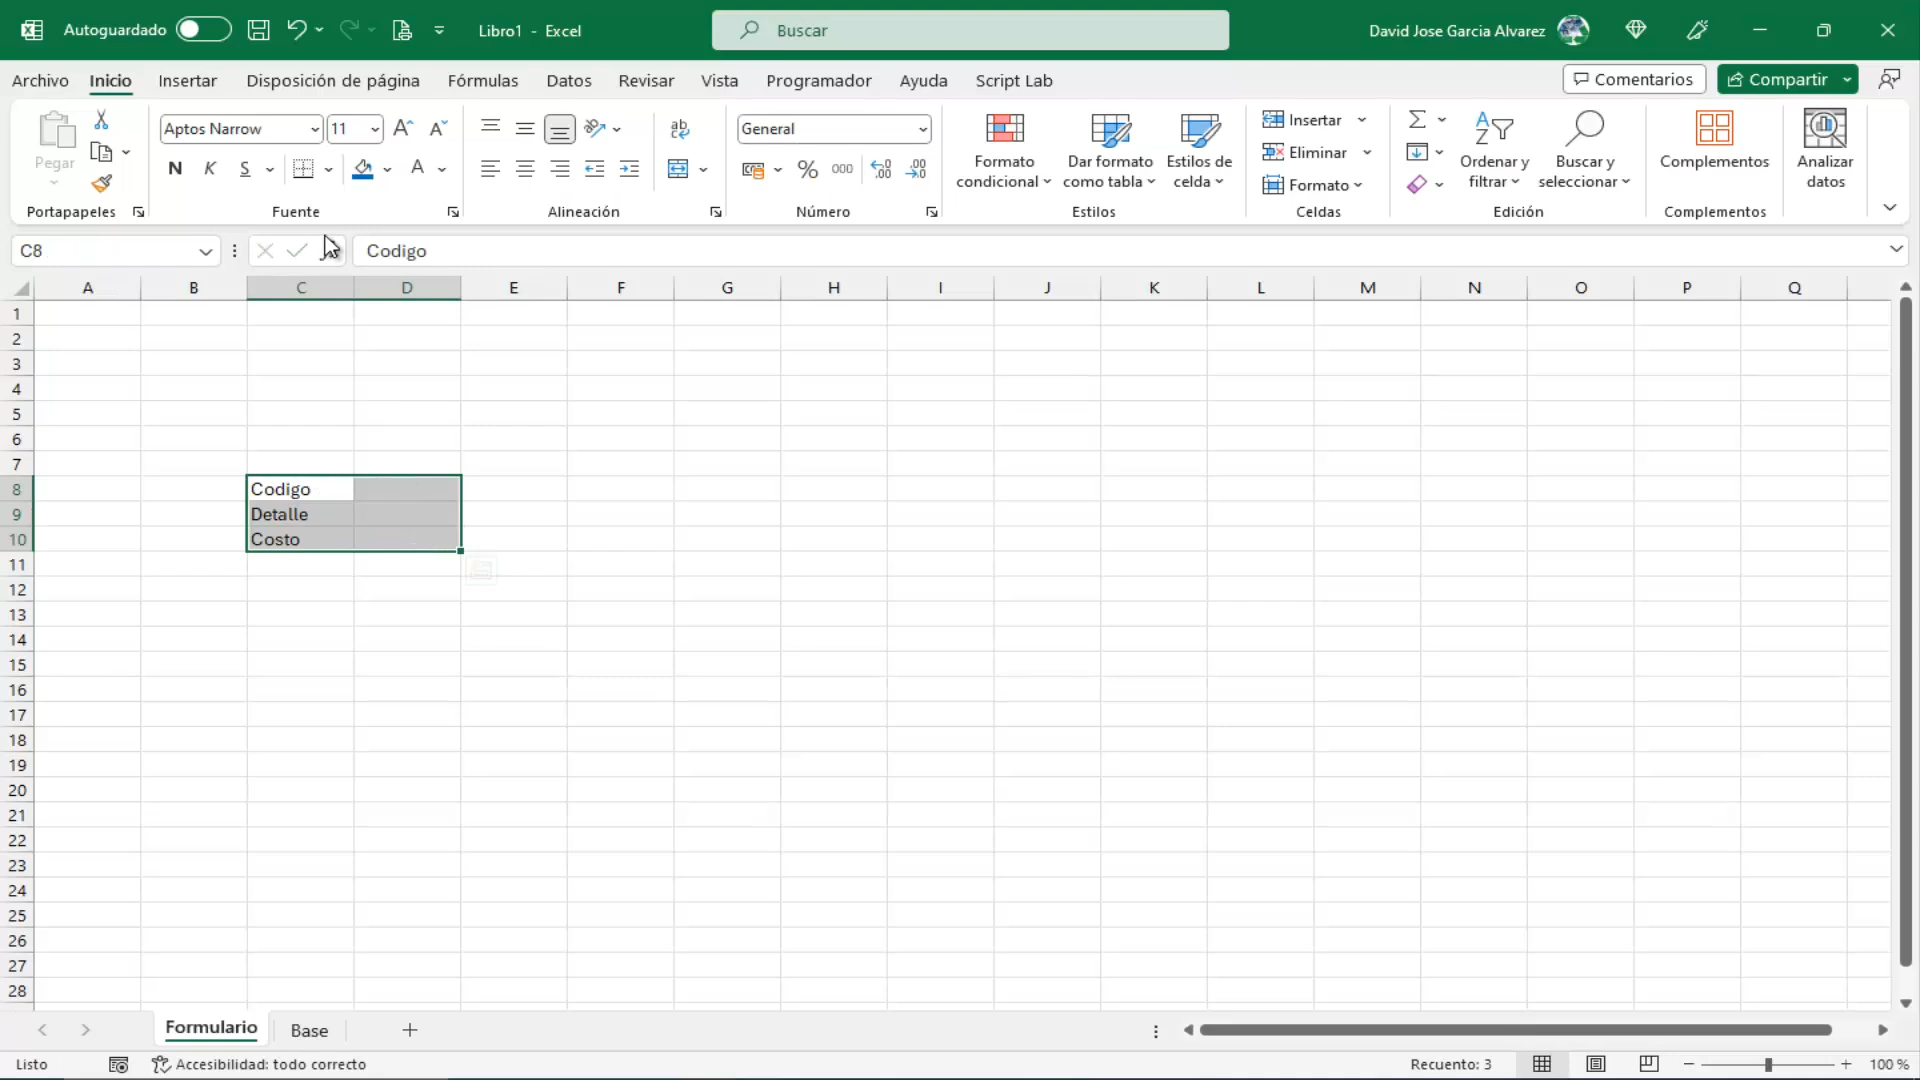 Autoguardado
Libro1 - Excel
Buscar
David Jose Garcia Alvarez
Archivo Inicio Insertar Disposición de página Fórmulas Datos Revisar Vista Programador Ayuda Script Lab
Comentarios Compartir
Pegar
Portapapeles
Aptos Narrow 11
N K S
Fuente
Alineación
General
% 000
Número
Formato condicional
Dar formato como tabla
Estilos de celda
Estilos
Insertar
Eliminar
Formato
Celdas
Ordenar y filtrar
Buscar y seleccionar
Edición
Complementos
Complementos
Analizar datos
C8
Codigo
A B C D E F G H I J K L M N O P Q
1
2
3
4
5
6
7
8 Codigo
9 Detalle
10 Costo
11
12
13
14
15
16
17
18
19
20
21
22
23
24
25
26
27
28
Formulario Base
Listo
Accesibilidad: todo correcto
Recuento: 3
100 %